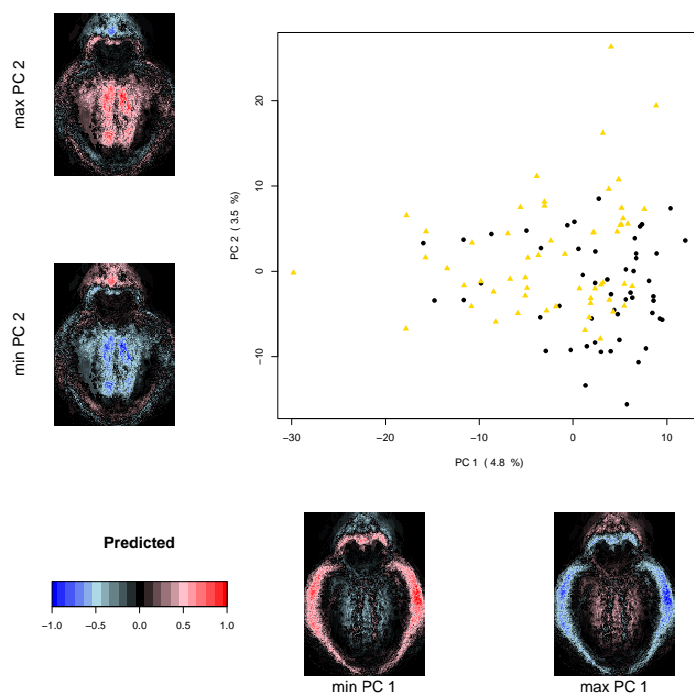 max PC 2
min PC 2
PC 2 ( 3.5 %)
20
10
0
−10
−30
−20
−10
0
10
PC 1 ( 4.8 %)
Predicted
−1.0
−0.5
0.0
0.5
1.0
min PC 1
max PC 1